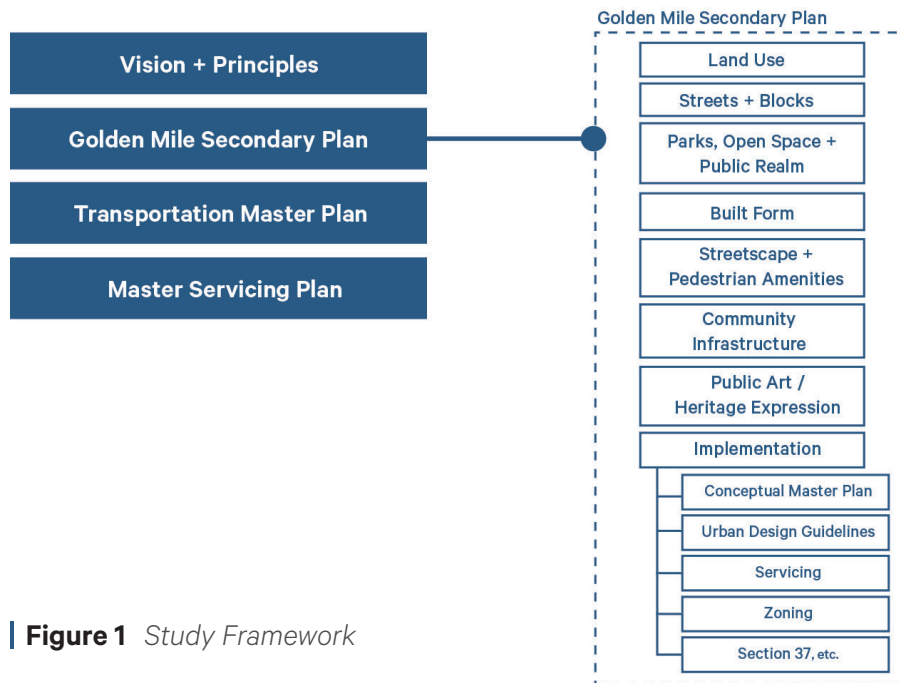 Vision + Principles
Golden Mile Secondary Plan
Transportation Master Plan
Master Servicing Plan
Golden Mile Secondary Plan
Land Use
Streets + Blocks
Parks, Open Space +
Public Realm
Built Form
Streetscape +
Pedestrian Amenities
Community
Infrastructure
Public Art /
Heritage Expression
Implementation
Conceptual Master Plan
Urban Design Guidelines
Servicing
Zoning
Section 37, etc.
Figure 1 Study Framework